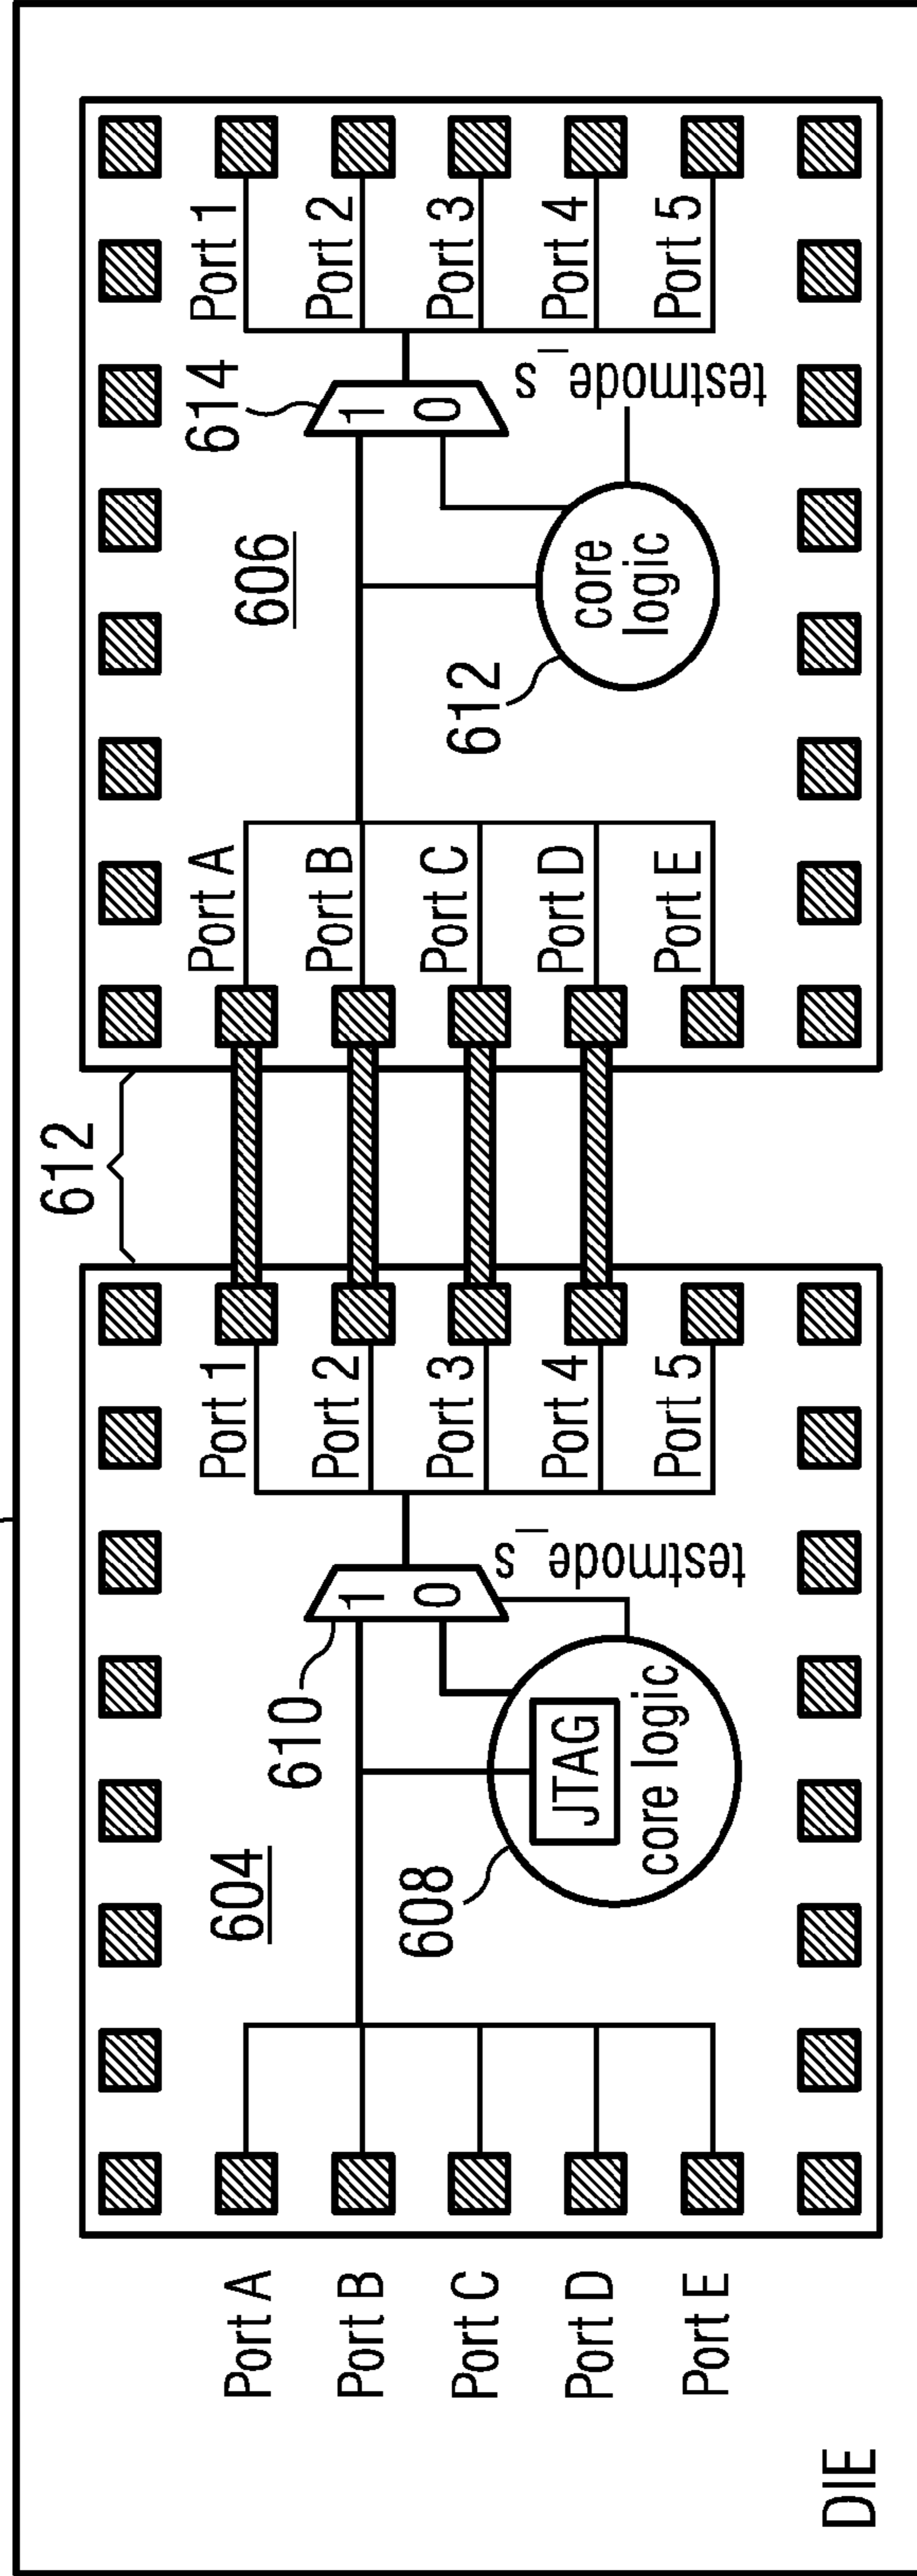 612
604
610
1
0
608
JTAG
core logic
testmode_s
Port A
Port B
Port C
Port D
Port E
Port 1
Port 2
Port 3
Port 4
Port 5
606
614
1
0
612
core
logic
testmode_s
Port A
Port B
Port C
Port D
Port E
Port 1
Port 2
Port 3
Port 4
Port 5
DIE